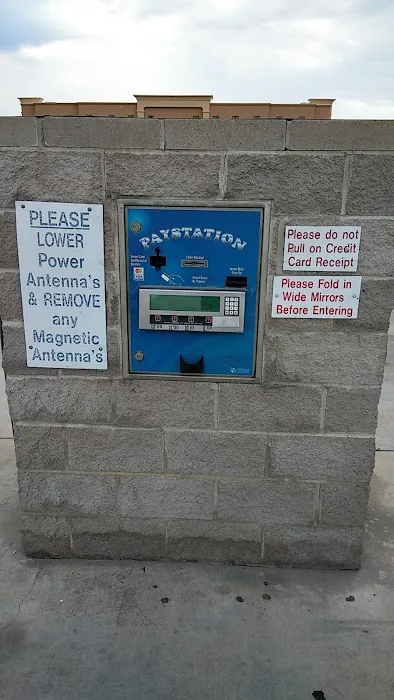 PLEASE
LOWER
Power
Antenna's
& REMOVE
any
Magnetic
Antenna's
PAYSTATION
Please do not
Pull on Credit
Card Receipt
Please Fold in
Wide Mirrors
Before Entering